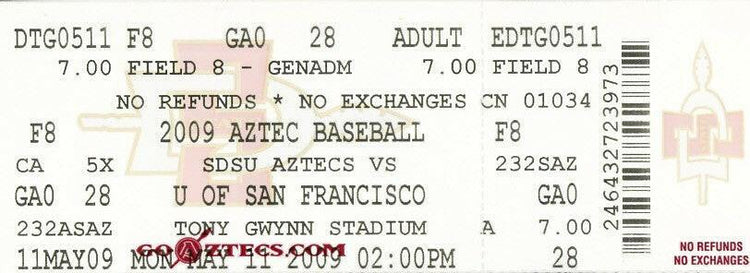 DTG0511 F8 GA0 28 ADULT EDTG0511
7.00 FIELD 8 - GENADM 7.00 FIELD 8
NO REFUNDS * NO EXCHANGES CN 01034
F8 2009 AZTEC BASEBALL F8
CA 5X SDSU AZTECS VS 232SAZ
GA0 28 U OF SAN FRANCISCO GA0
232ASAZ TONY GWYNN STADIUM A 7.00
GOAZTECS.COM
11MAY09 MON MAY 11 2009 02:00PM 28
2464327323973
NO REFUNDS
NO EXCHANGES